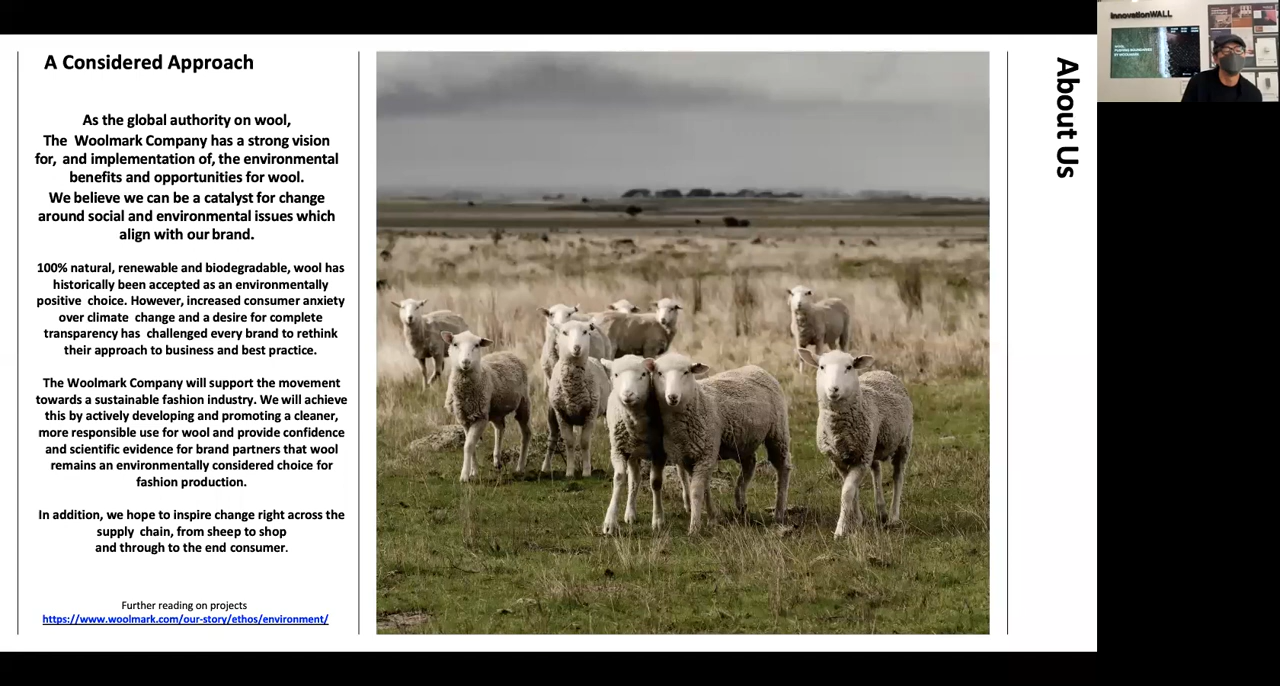 A Considered Approach
As the global authority on wool,
The Woolmark Company has a strong vision
for, and implementation of, the environmental
benefits and opportunities for wool.
We believe we can be a catalyst for change
around social and environmental issues which
align with our brand.
100% natural, renewable and biodegradable, wool has
historically been accepted as an environmentally
positive choice. However, increased consumer anxiety
over climate change and a desire for complete
transparency has challenged every brand to rethink
their approach to business and best practice.
The Woolmark Company will support the movement
towards a sustainable fashion industry. We will achieve
this by actively developing and promoting a cleaner,
more responsible use for wool and provide confidence
and scientific evidence for brand partners that wool
remains an environmentally considered choice for
fashion production.
In addition, we hope to inspire change right across the
supply chain, from sheep to shop
and through to the end consumer.
Further reading on projects
https://www.woolmark.com/our-story/ethos/environment/
About Us
InnovationWALL